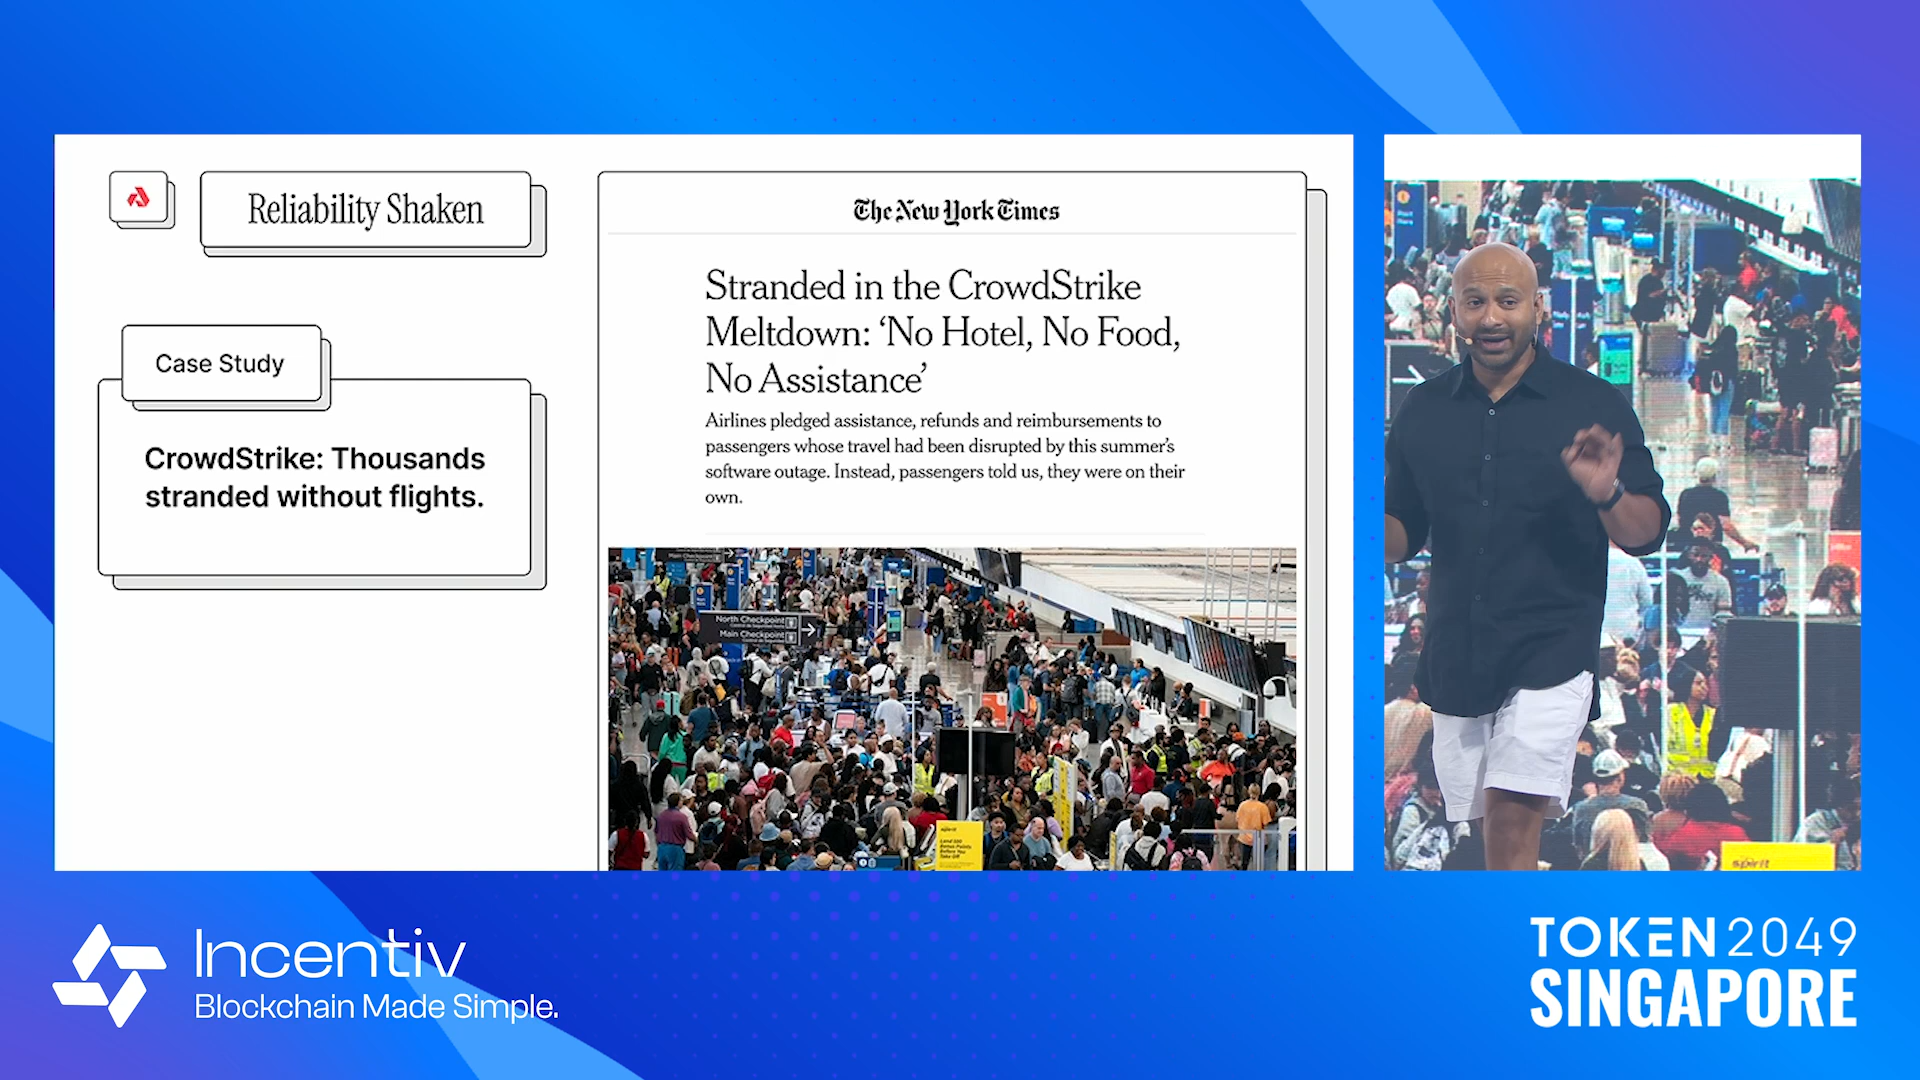 Reliability Shaken
Case Study
CrowdStrike: Thousands
stranded without flights.
The New York Times
Stranded in the CrowdStrike
Meltdown: ‘No Hotel, No Food,
No Assistance’
Airlines pledged assistance, refunds and reimbursements to
passengers whose travel had been disrupted by this summer’s
software outage. Instead, passengers told us, they were on their
own.
North Checkpoint
Main Checkpoint
spirit
spirit
Incentiv
Blockchain Made Simple.
TOKEN2049
SINGAPORE